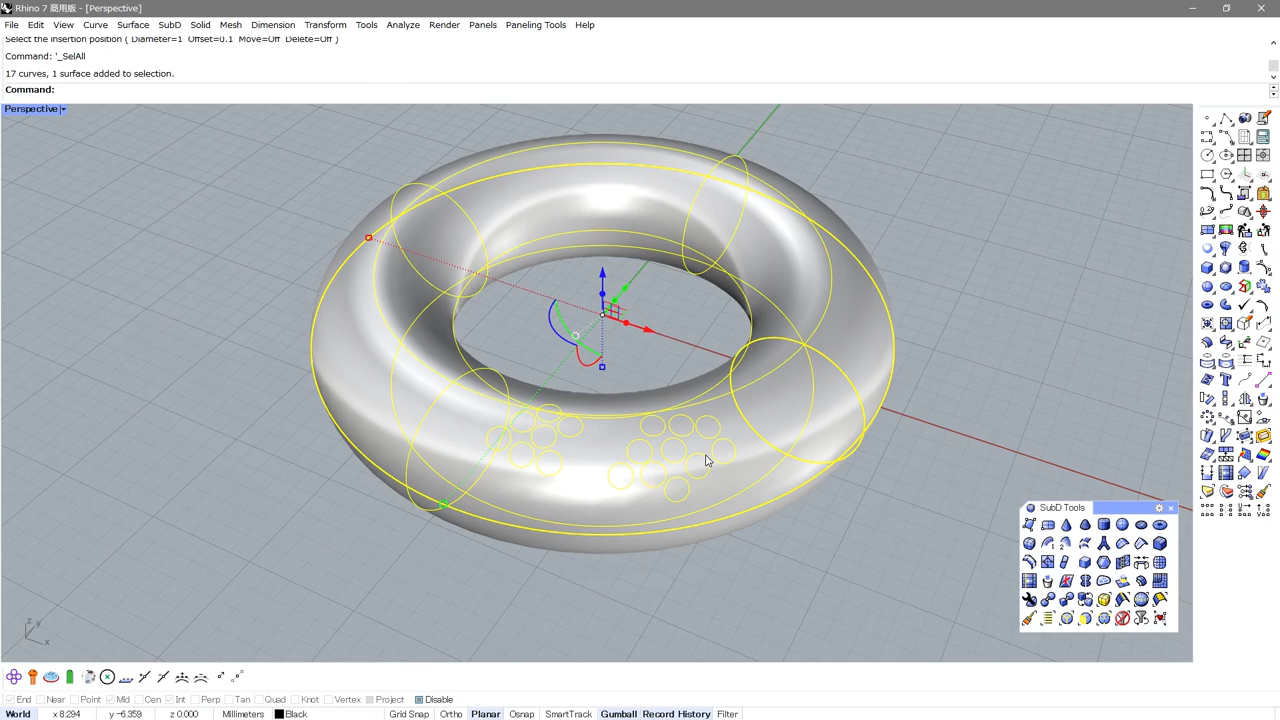 Rhino 7 商用版 - [Perspective]
File Edit View Curve Surface SubD Solid Mesh Dimension Transform Tools Analyze Render Panels Paneling Tools Help
Select the insertion position ( Diameter=1 Offset=0.1 Move=Off Delete=Off )
Command: '_SelAll
17 curves, 1 surface added to selection.
Command:
Perspective
SubD Tools
z y
x
End Near Point Mid Cen Int Perp Tan Quad Knot Vertex Project Disable
World x 8.294 y -6.359 z 0.000 Millimeters Black Grid Snap Ortho Planar Osnap SmartTrack Gumball Record History Filter